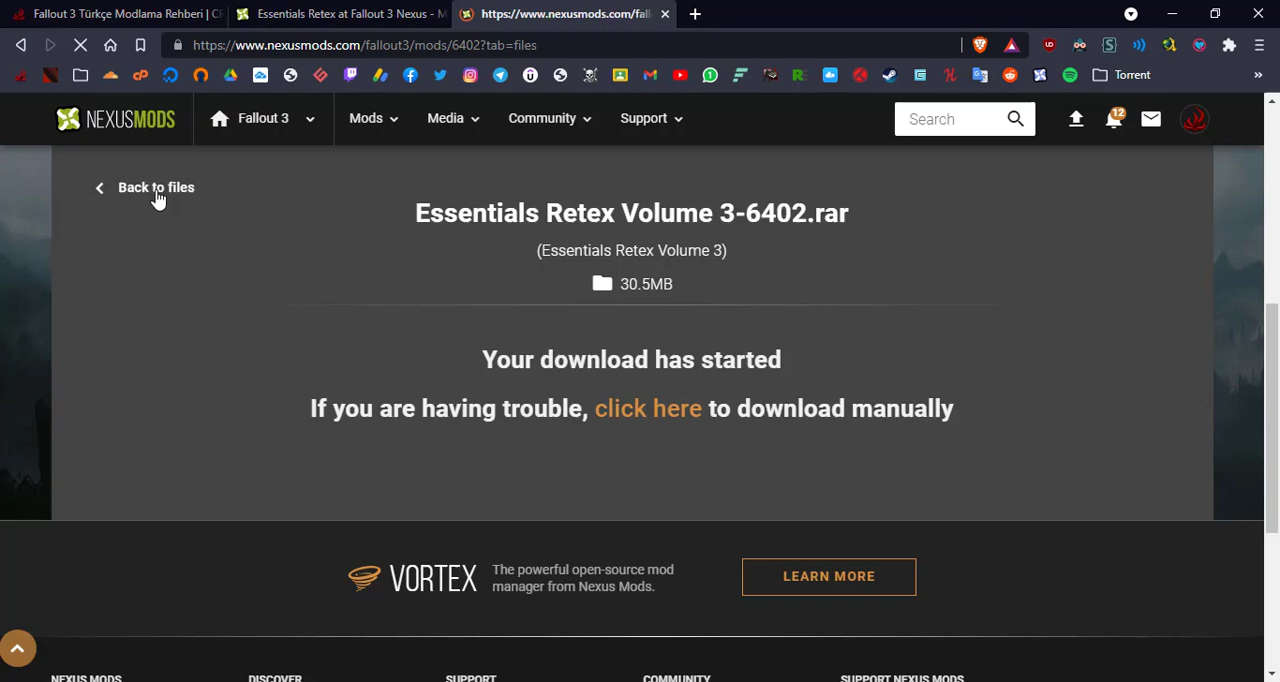 Fallout 3 Türkçe Modlama Rehberi | CR
Essentials Retex at Fallout 3 Nexus - M
https://www.nexusmods.com/fall
https://www.nexusmods.com/fallout3/mods/6402?tab=files
Torrent
NEXUSMODS
Fallout 3
Mods
Media
Community
Support
Search
12
Back to files
Essentials Retex Volume 3-6402.rar
(Essentials Retex Volume 3)
30.5MB
Your download has started
If you are having trouble, click here to download manually
VORTEX
The powerful open-source mod
manager from Nexus Mods.
LEARN MORE
NEXUS MODS
DISCOVER
SUPPORT
COMMUNITY
SUPPORT NEXUS MODS